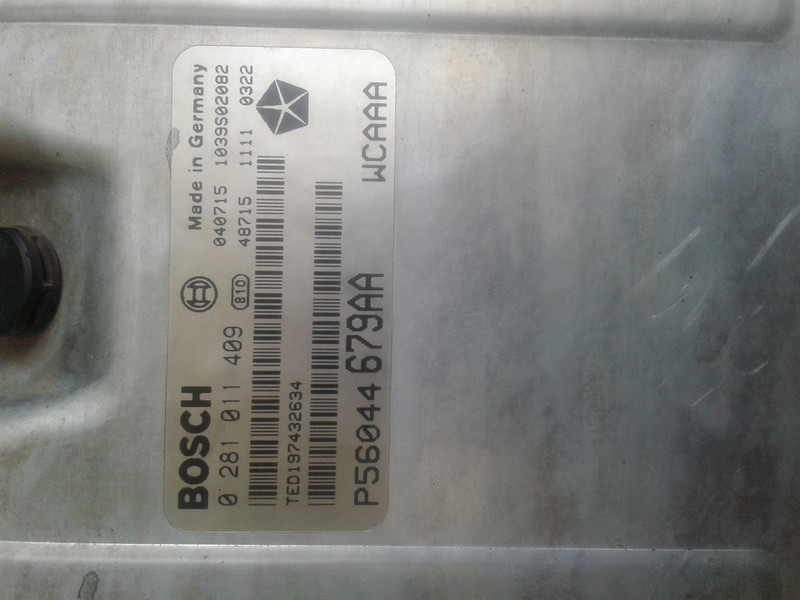 BOSCH Made in Germany
0 281 011 409 810 040715 1039S02082
48715 1111 0322
TED197432634
P56044679AA WCAAA